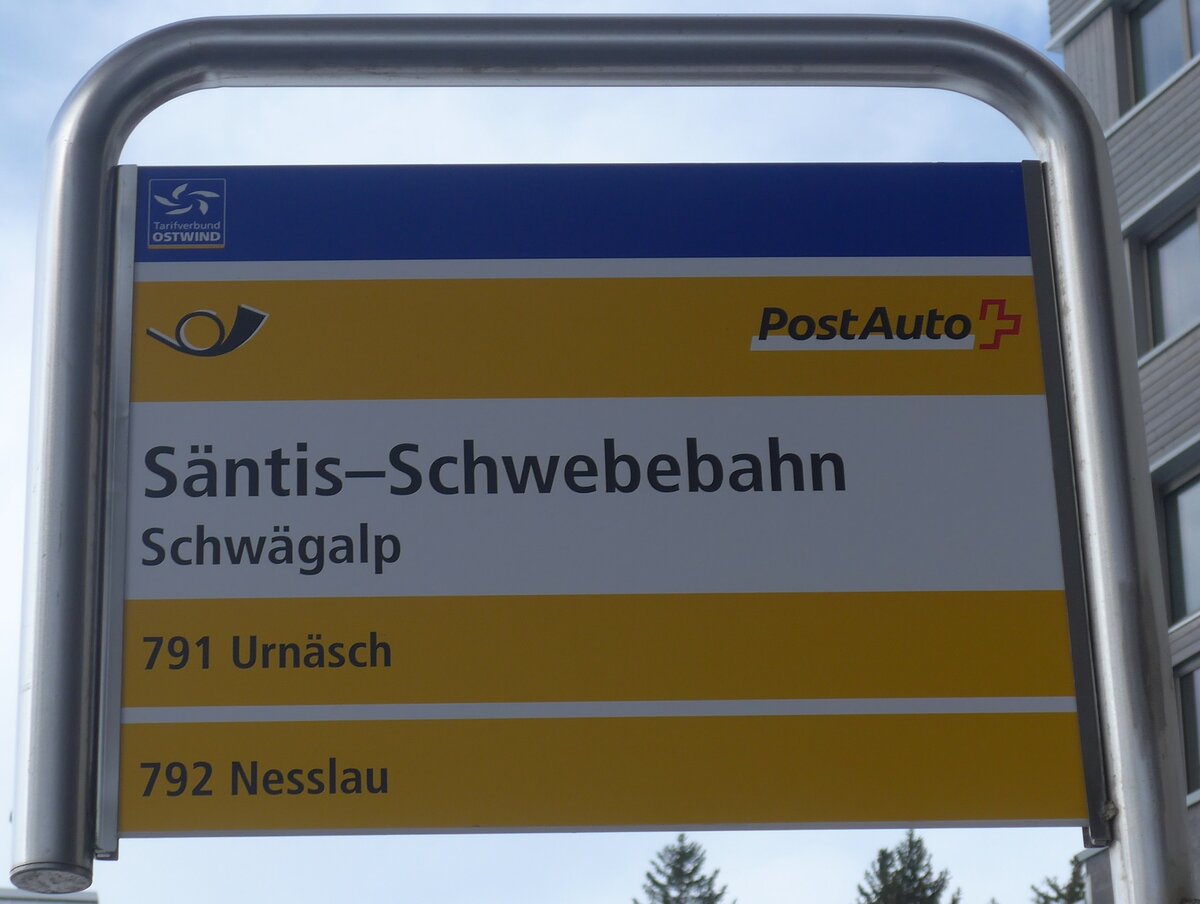 Tarifverbund
OSTWIND
PostAuto
Säntis–Schwebebahn
Schwägalp
791 Urnäsch
792 Nesslau